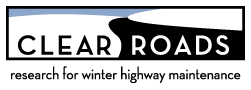 CLEAR ROADS
research for winter highway maintenance